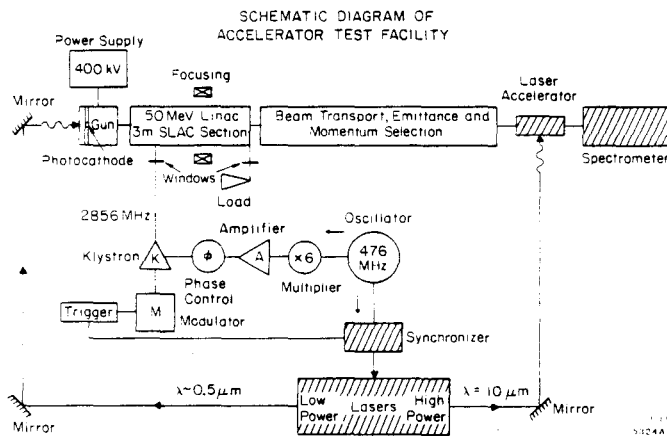 SCHEMATIC DIAGRAM OF
ACCELERATOR TEST FACILITY
Power Supply
400 kV
Focusing
Laser
Accelerator
Mirror
Gun
50 MeV Linac
3m SLAC Section
Beam Transport, Emittance and
Momentum Selection
Photocathode
Windows
Spectrometer
Load
2856 MHz
Amplifier
Oscillator
Klystron
K
ϕ
A
×6
476
MHz
Phase
Control
Multiplier
Trigger
M
Modulator
Synchronizer
λ~0.5μm
Low
Power
Lasers
High
Power
λ = 10 μm
Mirror
Mirror